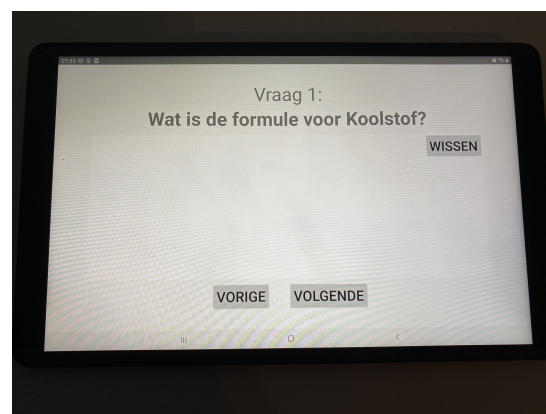 Vraag 1:
Wat is de formule voor Koolstof?
WISSEN
VORIGE VOLGENDE